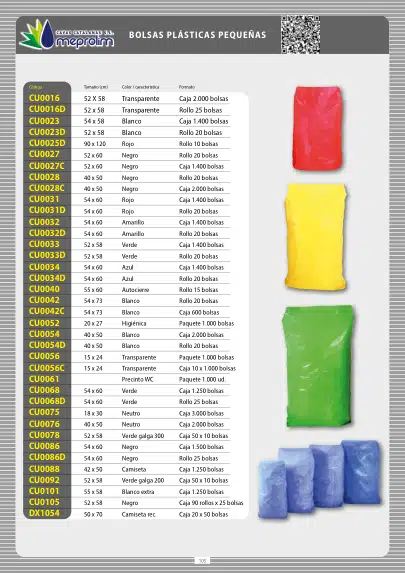 CAYAS CATALANAS S.L.
meprolim
BOLSAS PLÁSTICAS PEQUEÑAS
Código Tamaño (cm) Color / característica Formato
CU0016 52 X 58 Transparente Caja 2.000 bolsas
CU0016D 52 x 58 Transparente Rollo 25 bolsas
CU0023 54 x 58 Blanco Caja 1.400 bolsas
CU0023D 52 x 58 Blanco Rollo 20 bolsas
CU0025D 90 x 120 Rojo Rollo 10 bolsas
CU0027 52 x 60 Negro Rollo 20 bolsas
CU0027C 52 x 60 Negro Caja 1.400 bolsas
CU0028 40 x 50 Negro Rollo 20 bolsas
CU0028C 40 x 50 Negro Caja 2.000 bolsas
CU0031 54 x 60 Rojo Caja 1.400 bolsas
CU0031D 54 x 60 Rojo Rollo 20 bolsas
CU0032 54 x 60 Amarillo Caja 1.400 bolsas
CU0032D 54 x 60 Amarillo Rollo 20 bolsas
CU0033 52 x 58 Verde Caja 1.400 bolsas
CU0033D 52 x 58 Verde Rollo 20 bolsas
CU0034 54 x 60 Azul Caja 1.400 bolsas
CU0034D 54 x 60 Azul Rollo 20 bolsas
CU0040 55 x 60 Autocierre Rollo 15 bolsas
CU0042 54 x 73 Blanco Rollo 20 bolsas
CU0042C 54 x 73 Blanco Caja 600 bolsas
CU0052 20 x 27 Higiénica Paquete 1.000 bolsas
CU0054 40 x 50 Blanco Caja 2.000 bolsas
CU0054D 40 x 50 Blanco Rollo 20 bolsas
CU0056 15 x 24 Transparente Paquete 1.000 bolsas
CU0056C 15 x 24 Transparente Caja 10 x 1.000 bolsas
CU0061 Precinto WC Paquete 1.000 ud.
CU0068 54 x 60 Verde Caja 1.250 bolsas
CU0068D 54 x 60 Verde Rollo 25 bolsas
CU0075 18 x 30 Neutro Caja 3.000 bolsas
CU0076 40 x 50 Neutro Caja 2.000 bolsas
CU0078 52 x 58 Verde galga 300 Caja 50 x 10 bolsas
CU0086 54 x 60 Negro Caja 1.500 bolsas
CU0086D 54 x 60 Negro Rollo 25 bolsas
CU0088 42 x 50 Camiseta Caja 1.250 bolsas
CU0092 52 x 58 Verde galga 200 Caja 50 x 10 bolsas
CU0101 55 x 58 Blanco extra Caja 1.250 bolsas
CU0105 52 x 58 Negro Caja 90 rollos x 25 bolsas
DX1054 50 x 70 Camiseta rec. Caja 20 x 50 bolsas
105